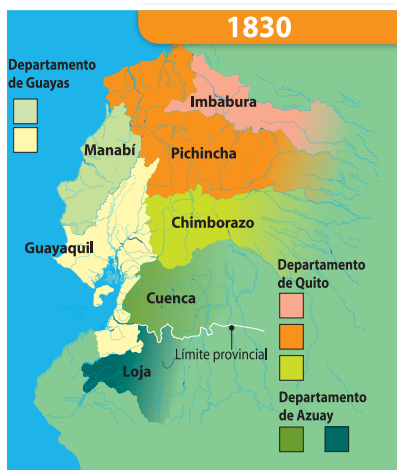 1830
Departamento
de Guayas
Imbabura
Manabí
Pichincha
Chimborazo
Guayaquil
Departamento
de Quito
Cuenca
Límite provincial
Loja
Departamento
de Azuay